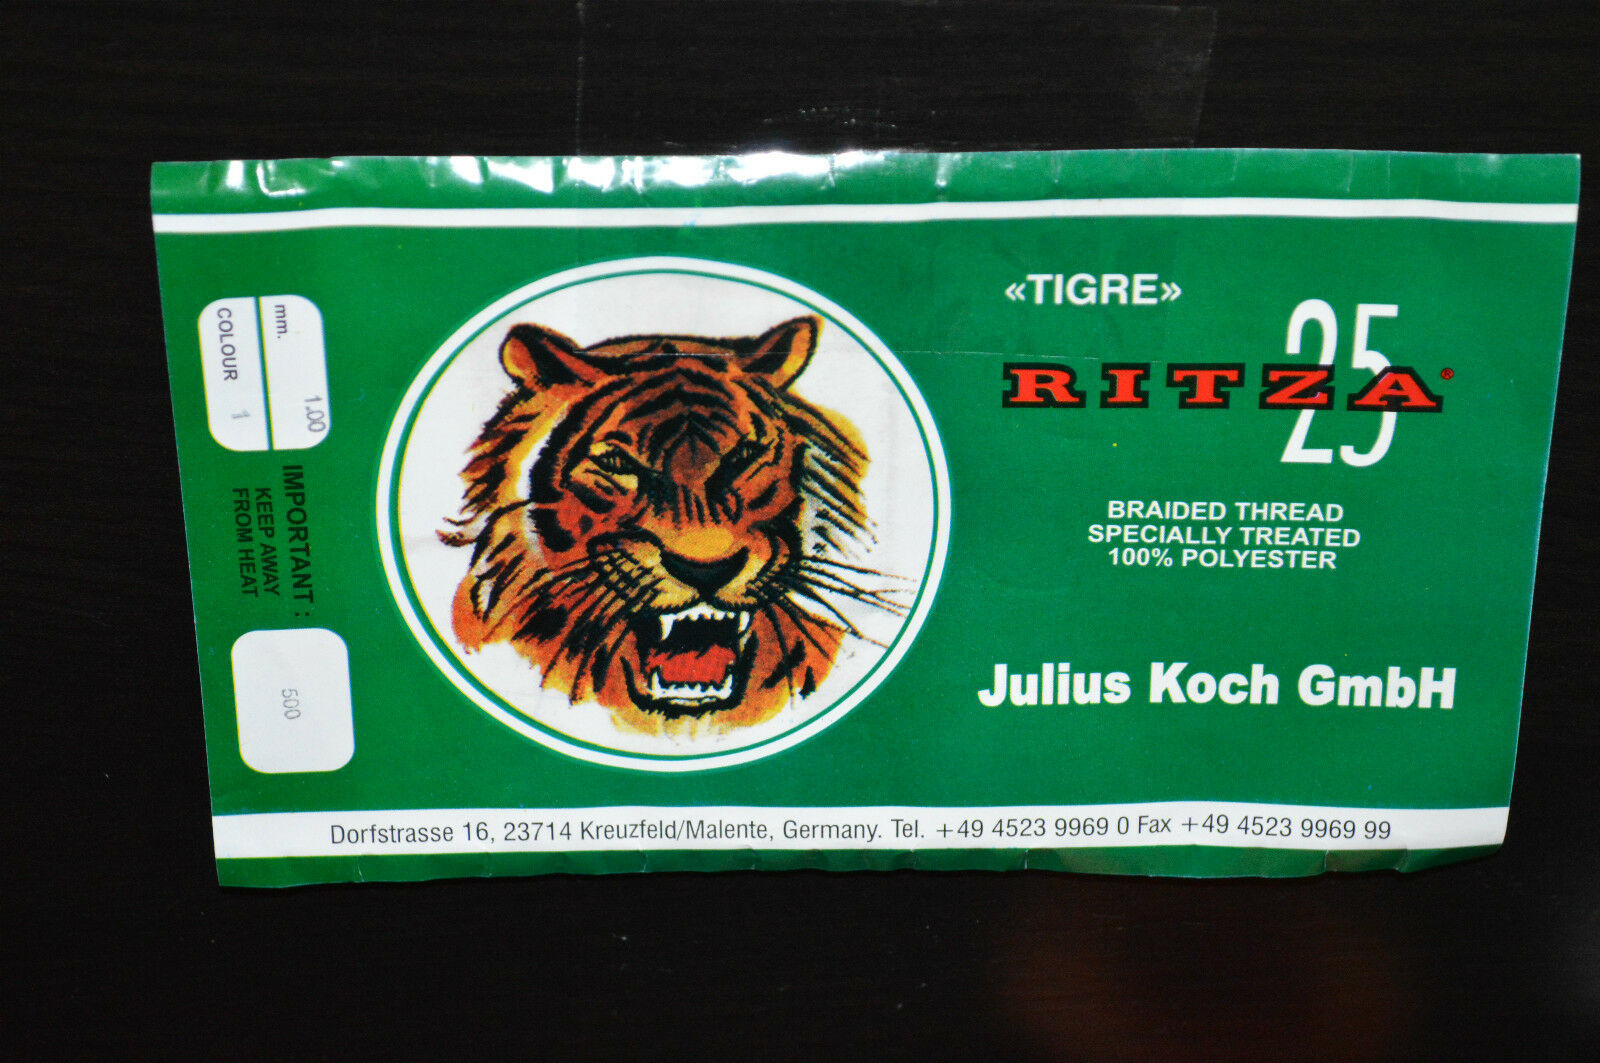 «TIGRE»
25
RITZA®
BRAIDED THREAD
SPECIALLY TREATED
100% POLYESTER
Julius Koch GmbH
mm. 1.00
COLOUR 1
IMPORTANT :
KEEP AWAY
FROM HEAT
500
Dorfstrasse 16, 23714 Kreuzfeld/Malente, Germany. Tel. +49 4523 9969 0 Fax +49 4523 9969 99